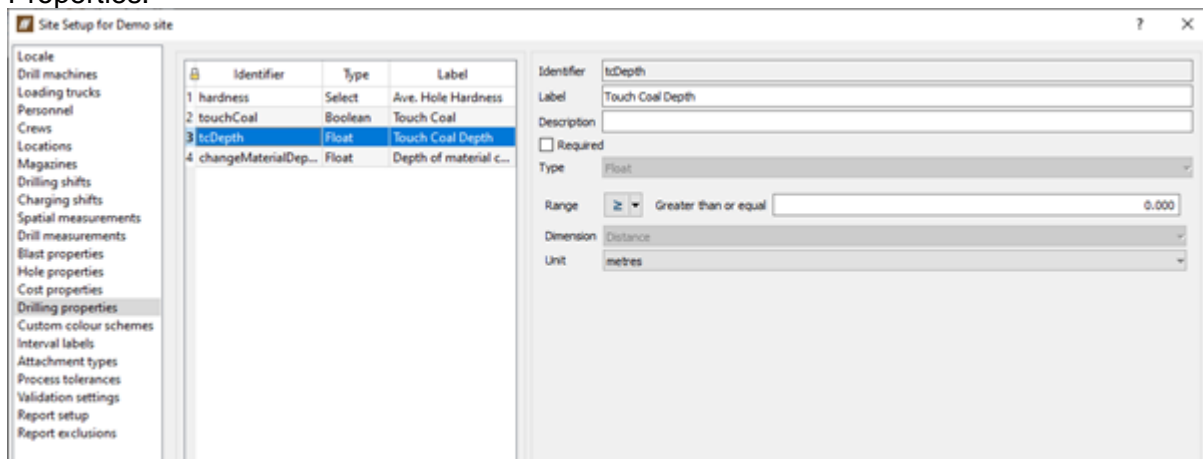 Properties.
Site Setup for Demo site
?
Locale
Drill machines
Loading trucks
Personnel
Crews
Locations
Magazines
Drilling shifts
Charging shifts
Spatial measurements
Drill measurements
Blast properties
Hole properties
Cost properties
Drilling properties
Custom colour schemes
Interval labels
Attachment types
Process tolerances
Validation settings
Report setup
Report exclusions
Identifier Type Label
1 hardness Select Ave. Hole Hardness
2 touchCoal Boolean Touch Coal
3 tcDepth Float Touch Coal Depth
4 changeMaterialDep... Float Depth of material c...
Identifier tcDepth
Label Touch Coal Depth
Description
Required
Type Float
Range ≥ Greater than or equal 0.000
Dimension Distance
Unit metres